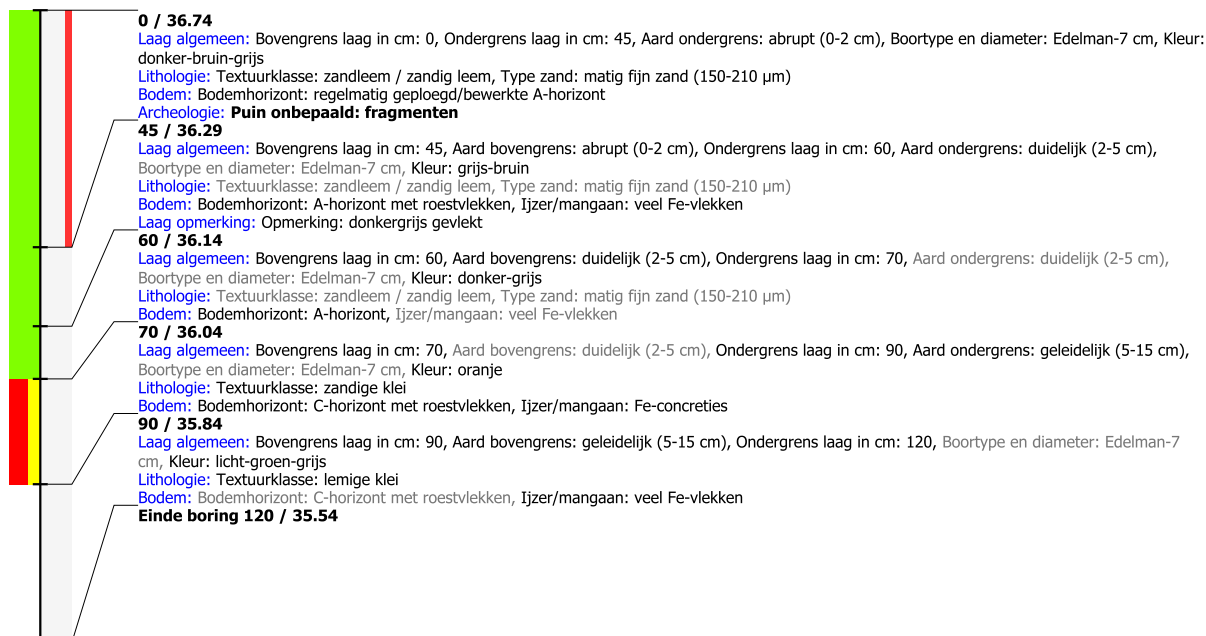 0 / 36.74
Laag algemeen: Bovengrens laag in cm: 0, Ondergrens laag in cm: 45, Aard ondergrens: abrupt (0-2 cm), Boortype en diameter: Edelman-7 cm, Kleur:
donker-bruin-grijs
Lithologie: Textuurklasse: zandleem / zandig leem, Type zand: matig fijn zand (150-210 µm)
Bodem: Bodemhorizont: regelmatig geploegd/bewerkte A-horizont
Archeologie: Puin onbepaald: fragmenten
45 / 36.29
Laag algemeen: Bovengrens laag in cm: 45, Aard bovengrens: abrupt (0-2 cm), Ondergrens laag in cm: 60, Aard ondergrens: duidelijk (2-5 cm),
Boortype en diameter: Edelman-7 cm, Kleur: grijs-bruin
Lithologie: Textuurklasse: zandleem / zandig leem, Type zand: matig fijn zand (150-210 µm)
Bodem: Bodemhorizont: A-horizont met roestvlekken, Ijzer/mangaan: veel Fe-vlekken
Laag opmerking: Opmerking: donkergrijs gevlekt
60 / 36.14
Laag algemeen: Bovengrens laag in cm: 60, Aard bovengrens: duidelijk (2-5 cm), Ondergrens laag in cm: 70, Aard ondergrens: duidelijk (2-5 cm),
Boortype en diameter: Edelman-7 cm, Kleur: donker-grijs
Lithologie: Textuurklasse: zandleem / zandig leem, Type zand: matig fijn zand (150-210 µm)
Bodem: Bodemhorizont: A-horizont, Ijzer/mangaan: veel Fe-vlekken
70 / 36.04
Laag algemeen: Bovengrens laag in cm: 70, Aard bovengrens: duidelijk (2-5 cm), Ondergrens laag in cm: 90, Aard ondergrens: geleidelijk (5-15 cm),
Boortype en diameter: Edelman-7 cm, Kleur: oranje
Lithologie: Textuurklasse: zandige klei
Bodem: Bodemhorizont: C-horizont met roestvlekken, Ijzer/mangaan: Fe-concreties
90 / 35.84
Laag algemeen: Bovengrens laag in cm: 90, Aard bovengrens: geleidelijk (5-15 cm), Ondergrens laag in cm: 120, Boortype en diameter: Edelman-7
cm, Kleur: licht-groen-grijs
Lithologie: Textuurklasse: lemige klei
Bodem: Bodemhorizont: C-horizont met roestvlekken, Ijzer/mangaan: veel Fe-vlekken
Einde boring 120 / 35.54